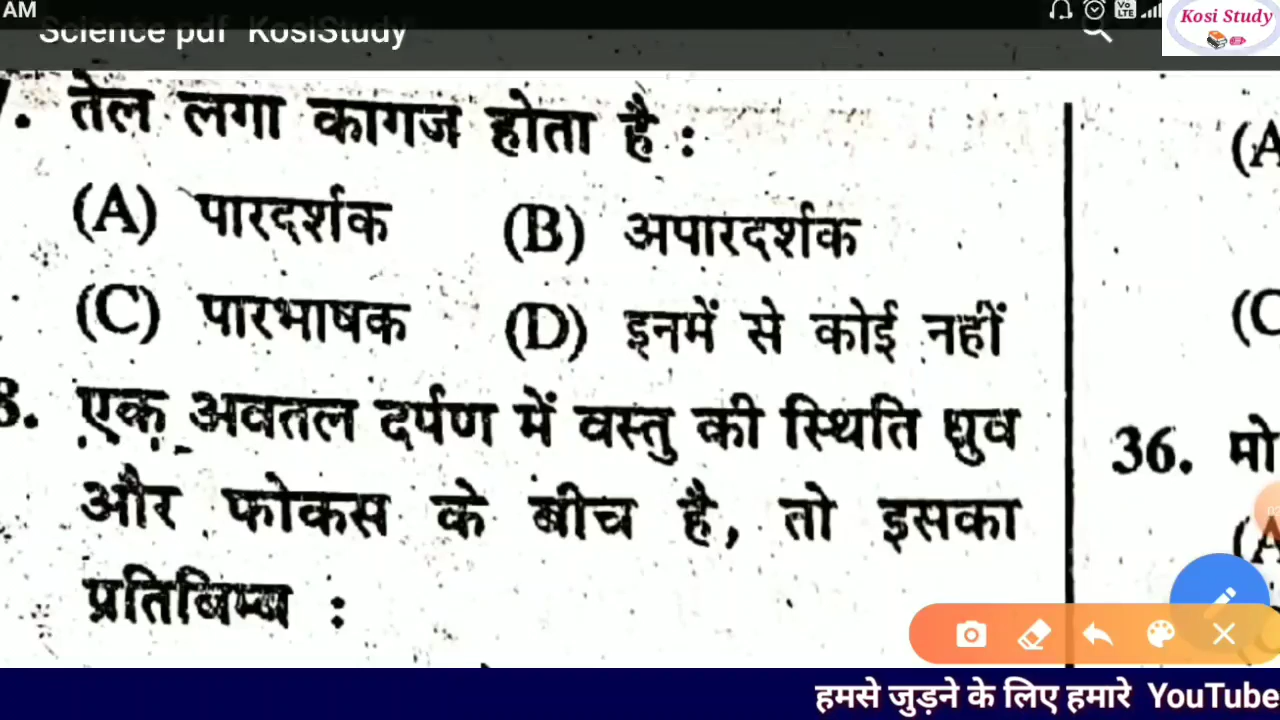 AM
Kosi Study
Science pdf KosiStudy
. तेल लगा कागज होता है :
(A) पारदर्शक (B) अपारदर्शक
(C) पारभाषक (D) इनमें से कोई नहीं
8. एक अवतल दर्पण में वस्तु की स्थिति ध्रुव
और फोकस के बीच है, तो इसका
प्रतिबिम्ब :
(A
(C
36. मो
(A
हमसे जुड़ने के लिए हमारे YouTube